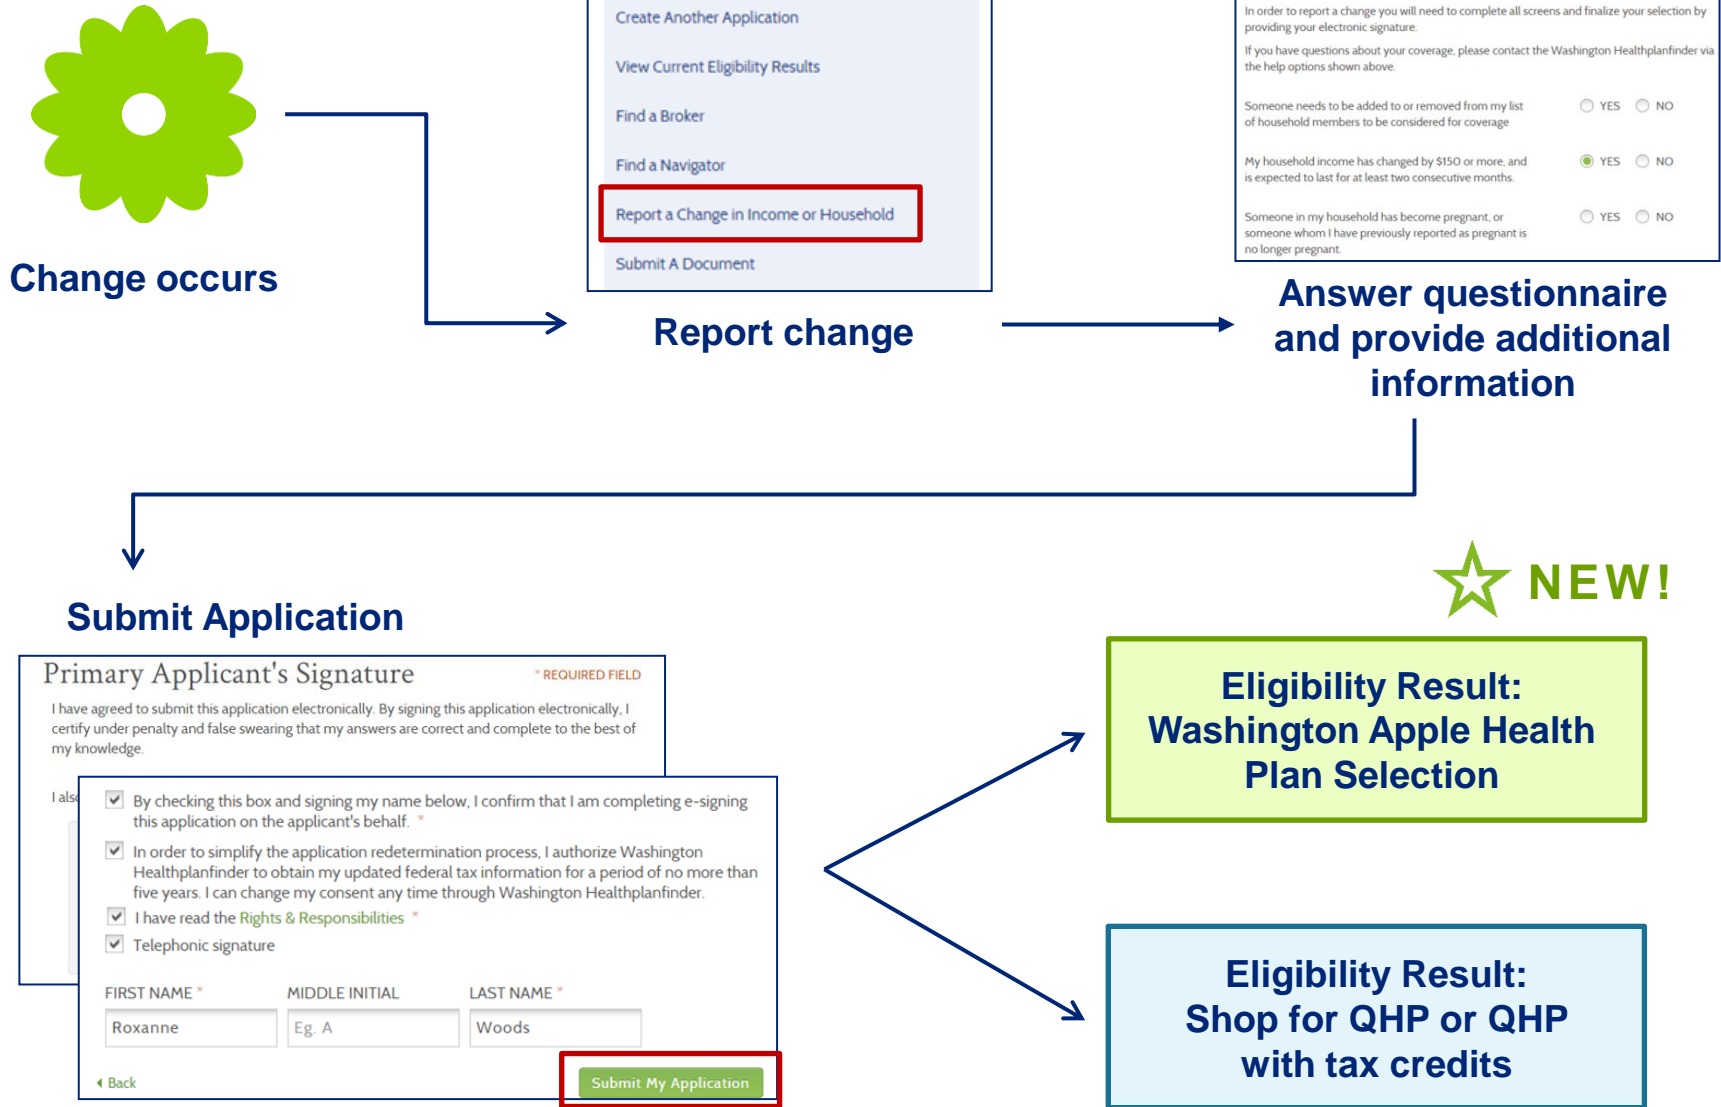 Change occurs
Create Another Application
View Current Eligibility Results
Find a Broker
Find a Navigator
Report a Change in Income or Household
Submit A Document
Report change
In order to report a change you will need to complete all screens and finalize your selection by
providing your electronic signature.
If you have questions about your coverage, please contact the Washington Healthplanfinder via
the help options shown above.
Someone needs to be added to or removed from my list
of household members to be considered for coverage
YES NO
My household income has changed by $150 or more, and
is expected to last for at least two consecutive months.
YES NO
Someone in my household has become pregnant, or
someone whom I have previously reported as pregnant is
no longer pregnant.
YES NO
Answer questionnaire
and provide additional
information
Submit Application
Primary Applicant's Signature
* REQUIRED FIELD
I have agreed to submit this application electronically. By signing this application electronically, I
certify under penalty and false swearing that my answers are correct and complete to the best of
my knowledge.
I also
By checking this box and signing my name below, I confirm that I am completing e-signing
this application on the applicant's behalf. *
In order to simplify the application redetermination process, I authorize Washington
Healthplanfinder to obtain my updated federal tax information for a period of no more than
five years. I can change my consent any time through Washington Healthplanfinder.
I have read the Rights & Responsibilities *
Telephonic signature
FIRST NAME * MIDDLE INITIAL LAST NAME *
Roxanne Eg. A Woods
Back
Submit My Application
NEW!
Eligibility Result:
Washington Apple Health
Plan Selection
Eligibility Result:
Shop for QHP or QHP
with tax credits